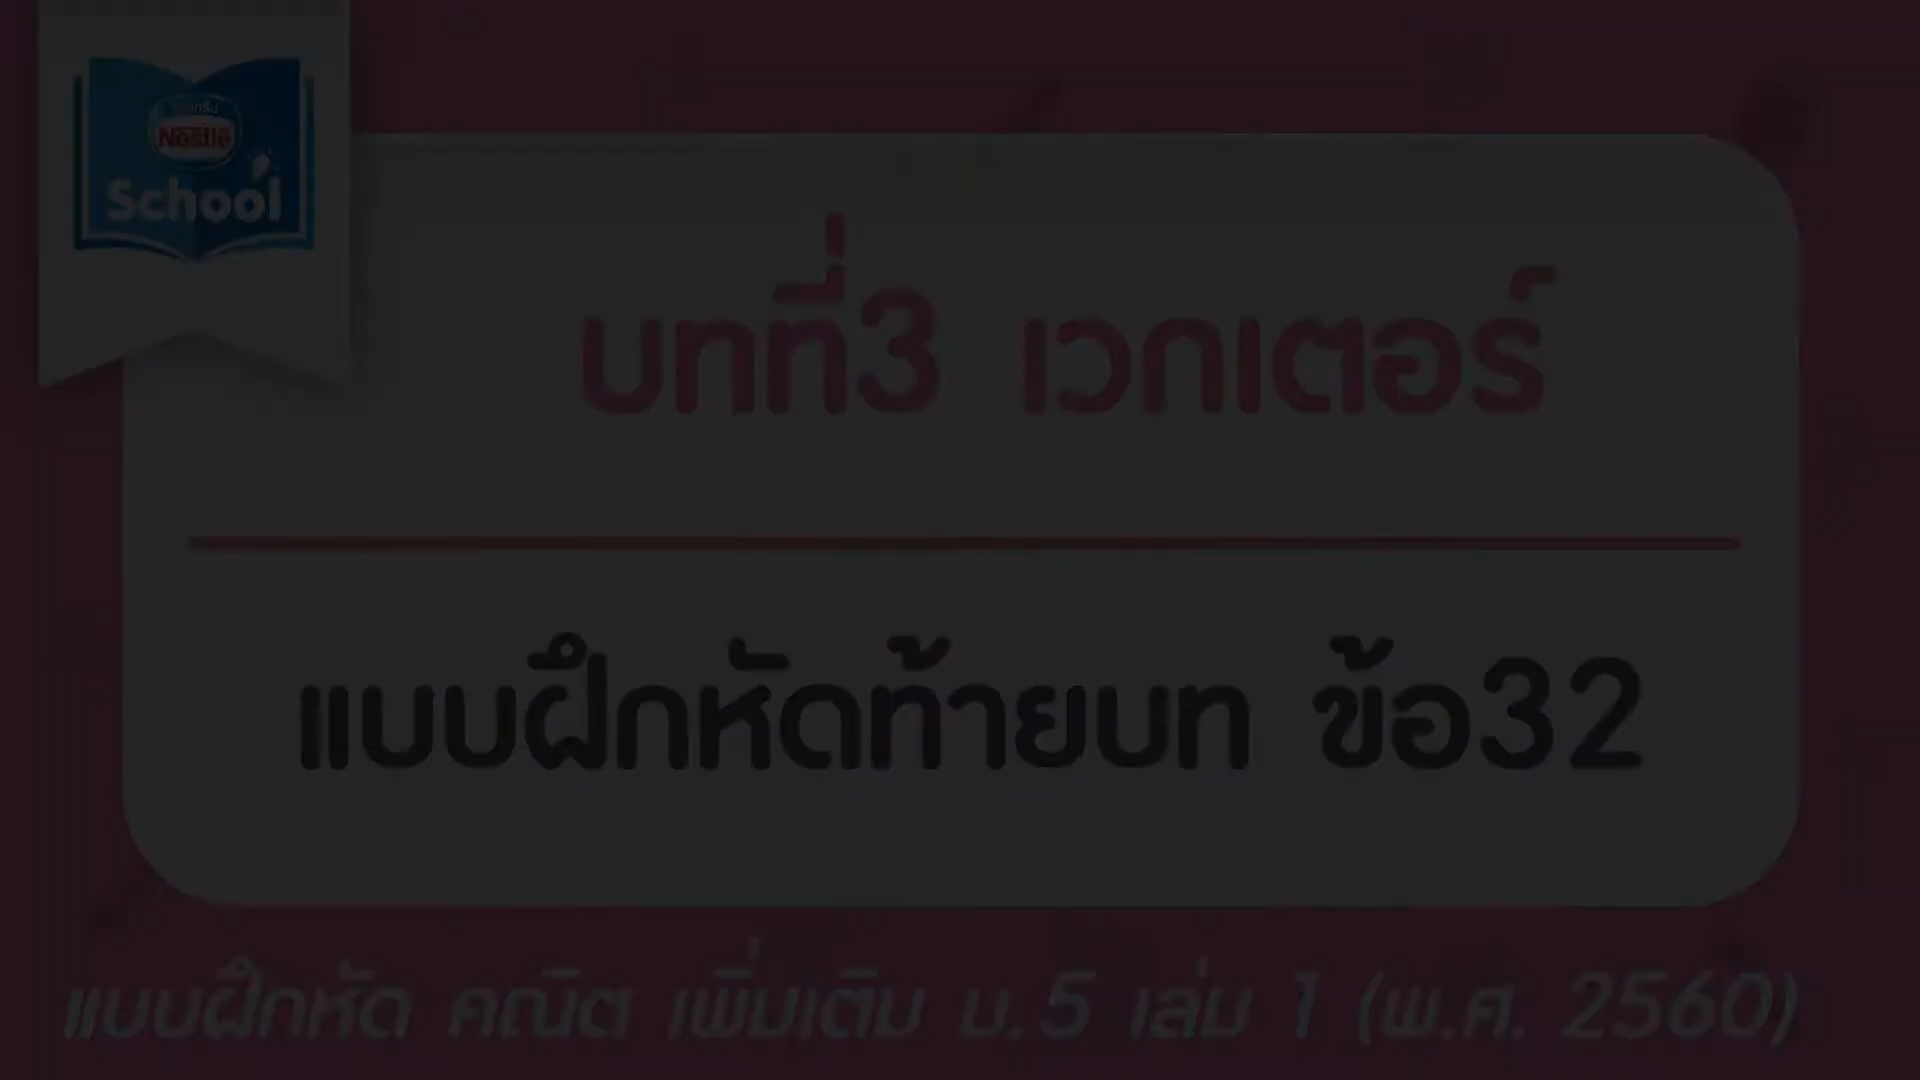 Nestlé
School
บทที่3 เวกเตอร์
แบบฝึกหัดท้ายบท ข้อ32
แบบฝึกหัด คณิต เพิ่มเติม ม.5 เล่ม 1 (พ.ศ. 2560)